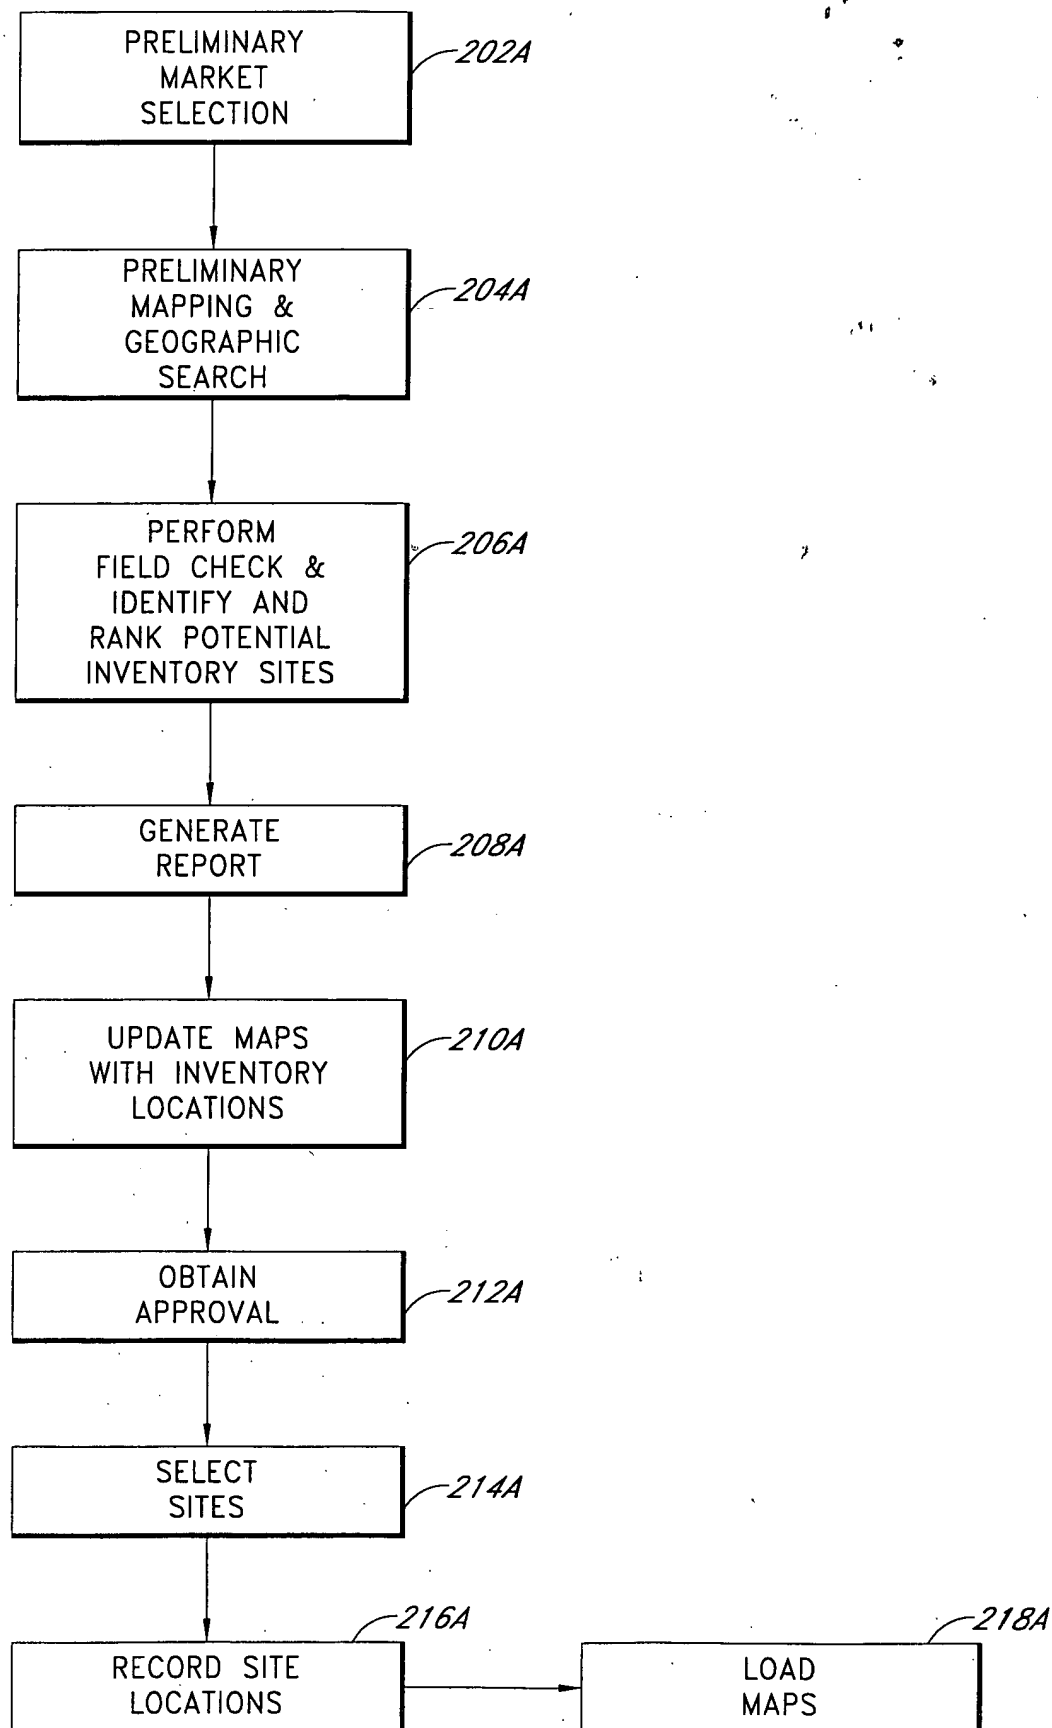 PRELIMINARY
MARKET
SELECTION
202A
PRELIMINARY
MAPPING &
GEOGRAPHIC
SEARCH
204A
PERFORM
FIELD CHECK &
IDENTIFY AND
RANK POTENTIAL
INVENTORY SITES
206A
GENERATE
REPORT
208A
UPDATE MAPS
WITH INVENTORY
LOCATIONS
210A
OBTAIN
APPROVAL
212A
SELECT
SITES
214A
216A
RECORD SITE
LOCATIONS
218A
LOAD
MAPS